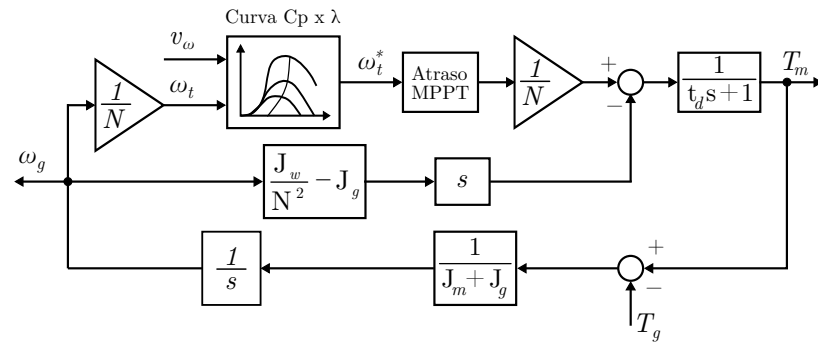 Curva Cp x λ
v_ω
ω_t
1/N
ω_t^*
Atraso
MPPT
1/N
+
−
1
t_d s+1
T_m
ω_g
J_w/N^2 − J_g
s
1/s
1
J_m+J_g
+
−
T_g